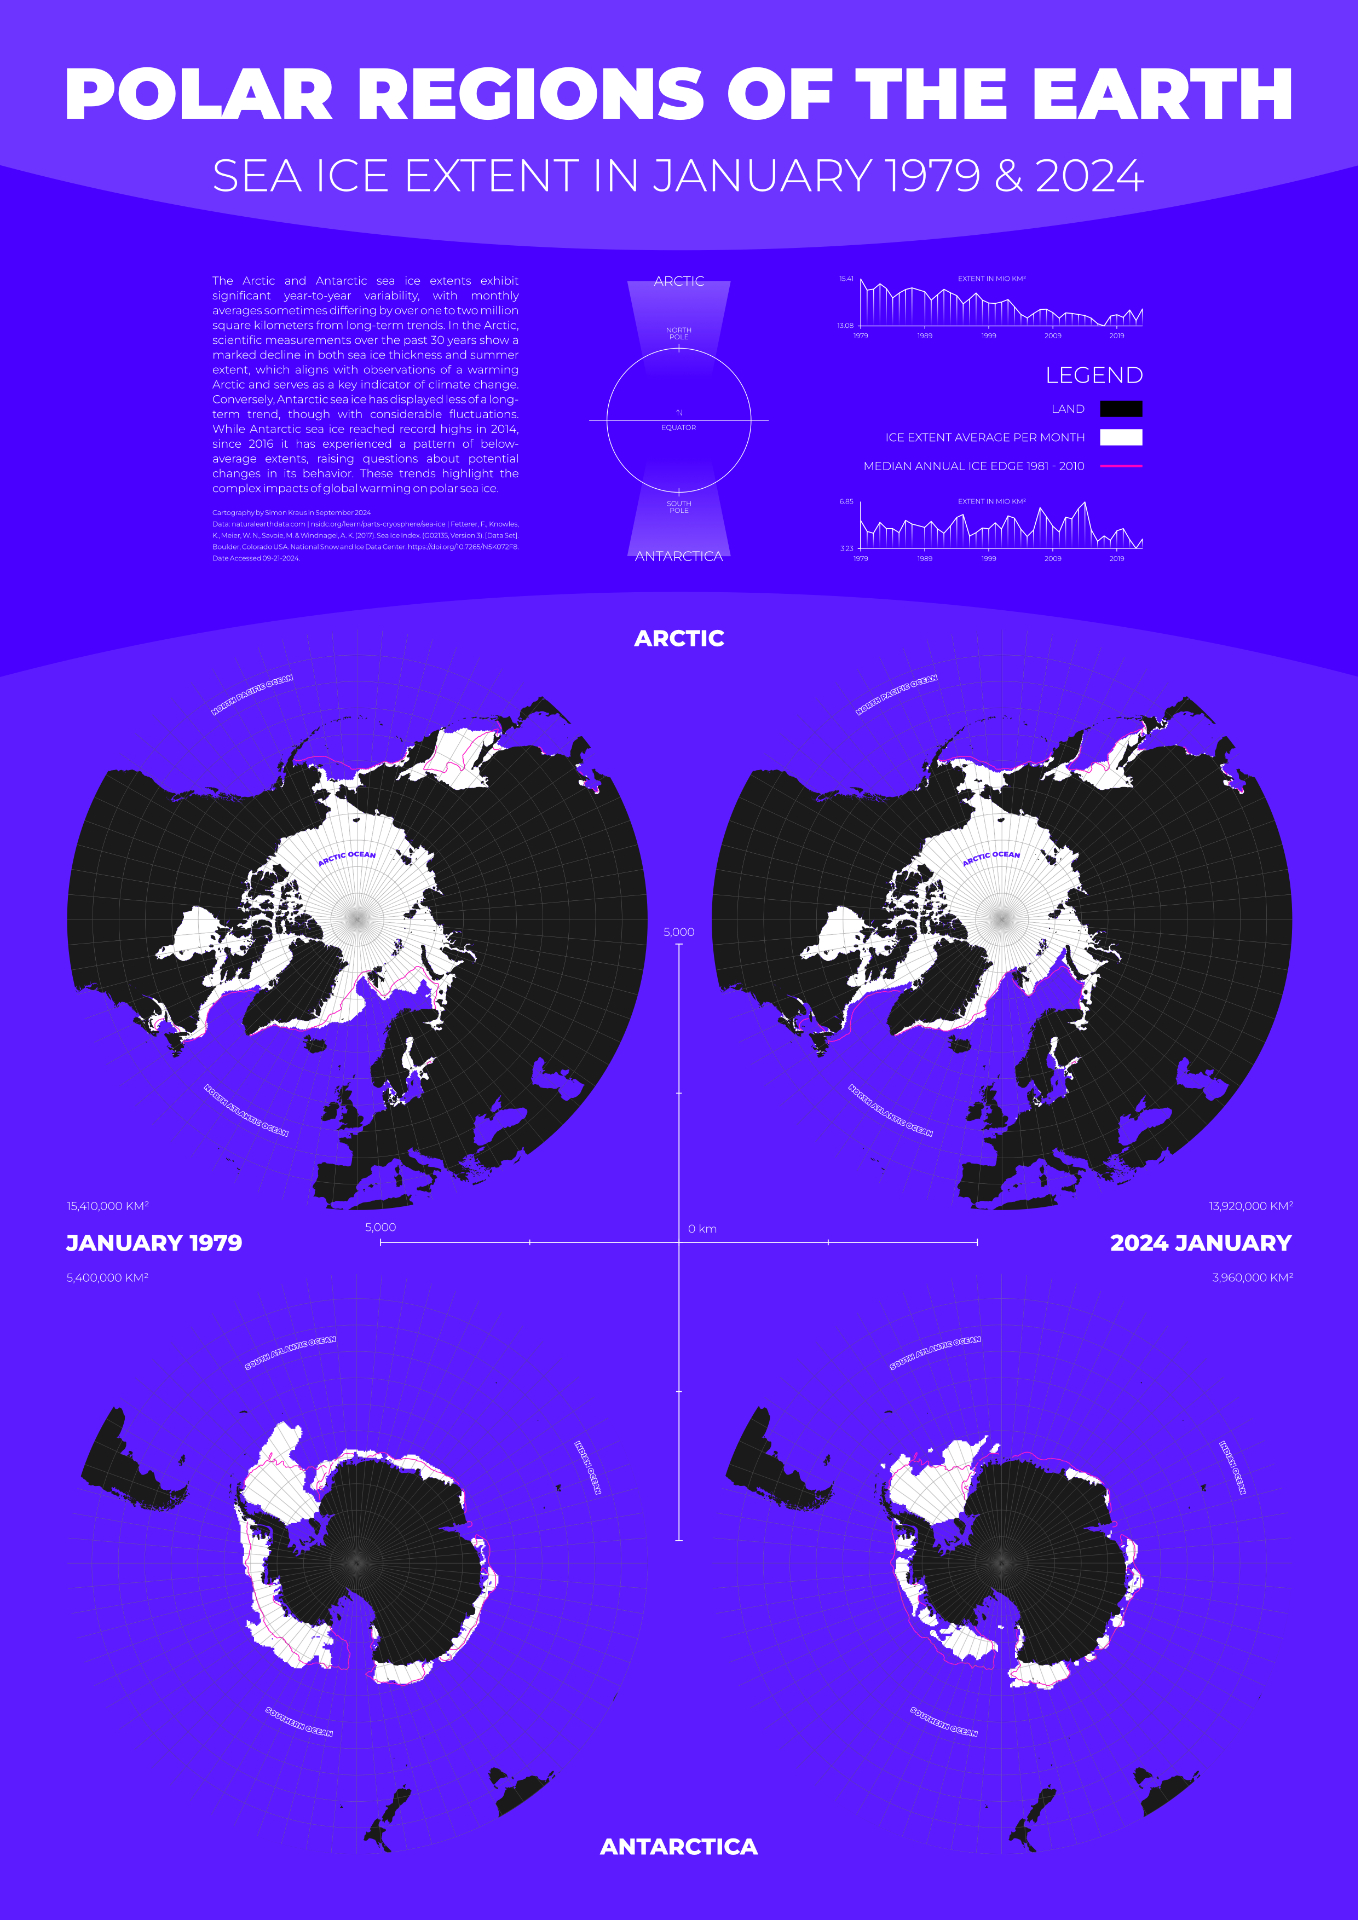 POLAR REGIONS OF THE EARTH
SEA ICE EXTENT IN JANUARY 1979 & 2024
The Arctic and Antarctic sea ice extents exhibit
significant year-to-year variability, with monthly
averages sometimes differing by over one to two million
square kilometers from long-term trends. In the Arctic,
scientific measurements over the past 30 years show a
marked decline in both sea ice thickness and summer
extent, which aligns with observations of a warming
Arctic and serves as a key indicator of climate change.
Conversely, Antarctic sea ice has displayed less of a long-
term trend, though with considerable fluctuations.
While Antarctic sea ice reached record highs in 2014,
since 2016 it has experienced a pattern of below-
average extents, raising questions about potential
changes in its behavior. These trends highlight the
complex impacts of global warming on polar sea ice.
Cartography by Simon Kraus in September 2024
Data: naturalearthdata.com | nsidc.org/learn/parts-cryosphere/sea-ice | Fetterer, F., Knowles,
K., Meier, W. N., Savoie, M. & Windnagel, A. K. (2017). Sea Ice Index. (G02135, Version 3). [Data Set].
Boulder, Colorado USA. National Snow and Ice Data Center. https://doi.org/10.7265/N5K072F8.
Date Accessed 09-21-2024.
ARCTIC
NORTH
POLE
N
EQUATOR
SOUTH
POLE
ANTARCTICA
15.41
EXTENT IN MIO KM²
13.08
1979 1989 1999 2009 2019
LEGEND
LAND
ICE EXTENT AVERAGE PER MONTH
MEDIAN ANNUAL ICE EDGE 1981 - 2010
6.85
EXTENT IN MIO KM²
3.23
1979 1989 1999 2009 2019
ARCTIC
NORTH PACIFIC OCEAN
ARCTIC OCEAN
NORTH ATLANTIC OCEAN
NORTH PACIFIC OCEAN
ARCTIC OCEAN
NORTH ATLANTIC OCEAN
5,000
15,410,000 KM²
13,920,000 KM²
5,000
0 km
JANUARY 1979
2024 JANUARY
5,400,000 KM²
3,960,000 KM²
SOUTH ATLANTIC OCEAN
INDIEN OCEAN
SOUTHERN OCEAN
SOUTH ATLANTIC OCEAN
INDIEN OCEAN
SOUTHERN OCEAN
ANTARCTICA